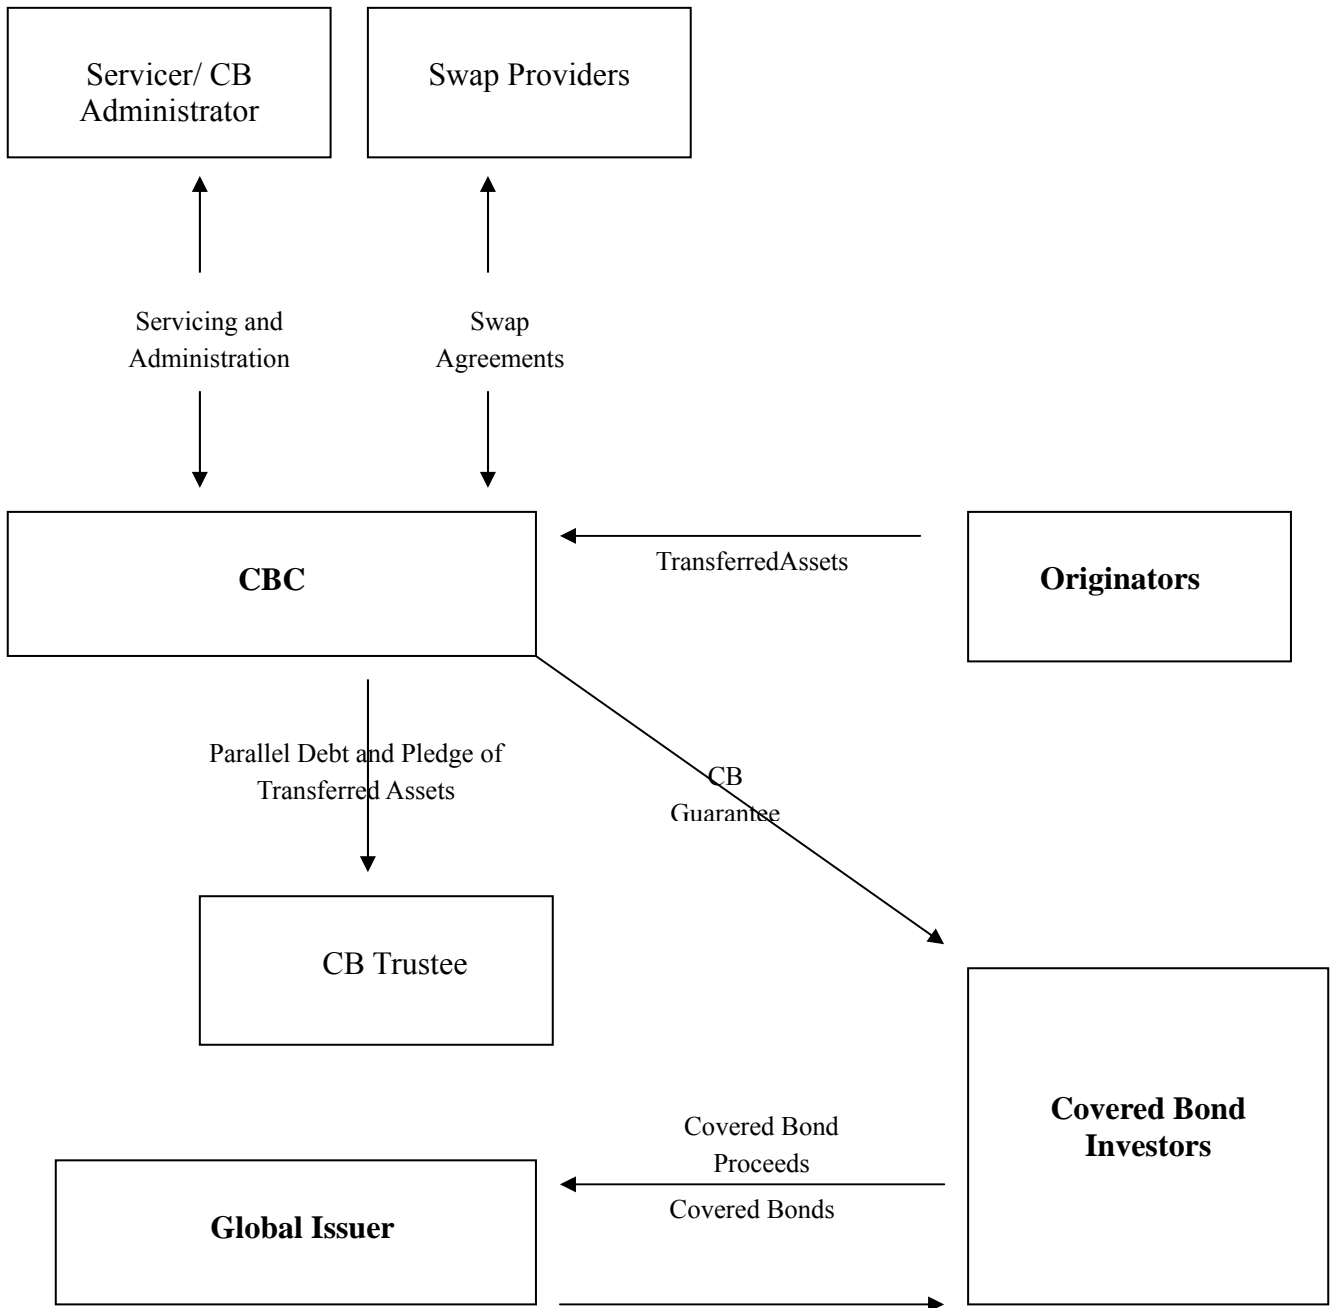 Servicer/ CB
Administrator
Swap Providers
Servicing and
Administration
Swap
Agreements
CBC
TransferredAssets
Originators
Parallel Debt and Pledge of
Transferred Assets
CB
Guarantee
CB Trustee
Covered Bond
Investors
Covered Bond
Proceeds
Covered Bonds
Global Issuer